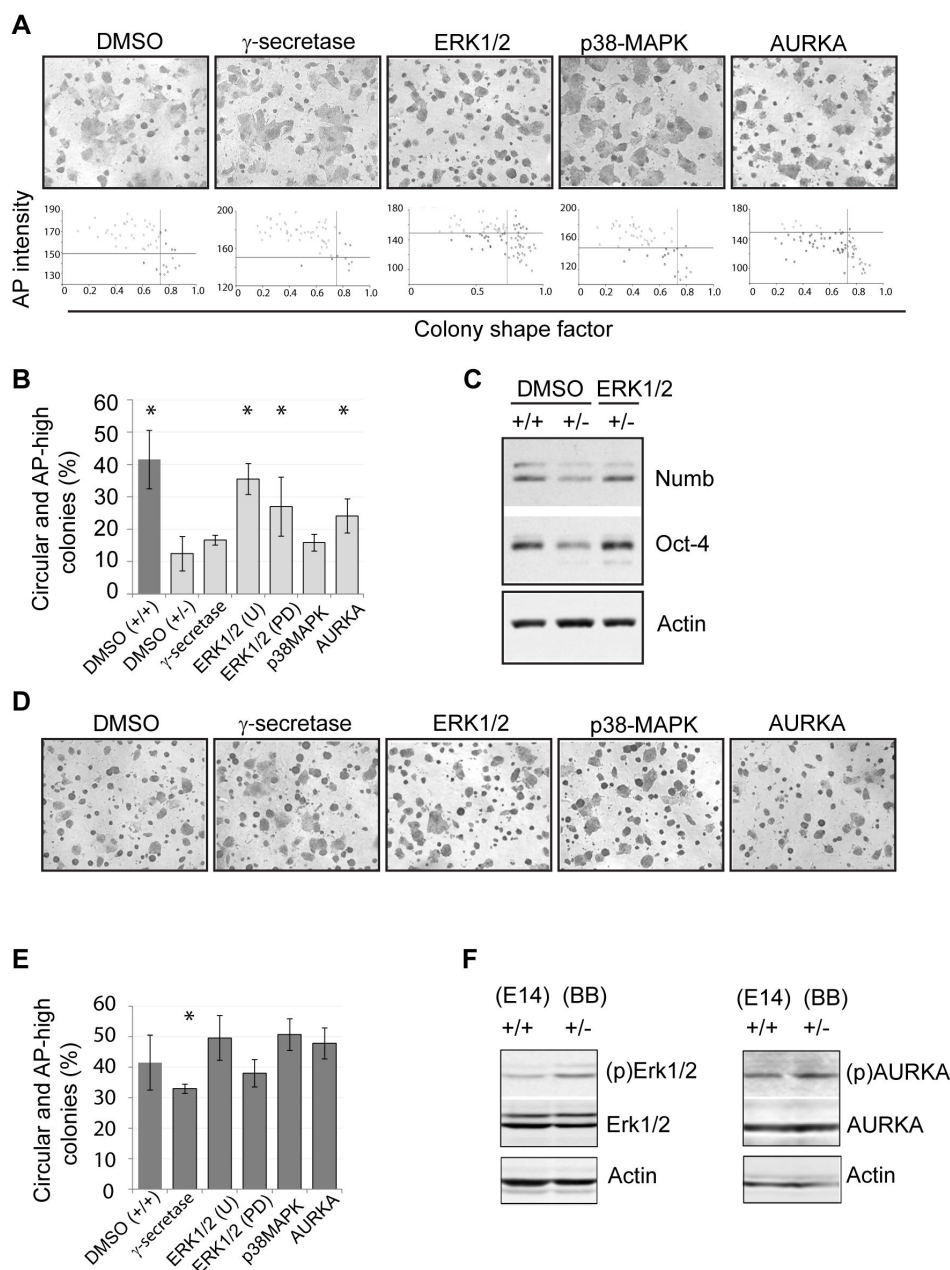 A
DMSO γ-secretase ERK1/2 p38-MAPK AURKA
AP intensity
190 170 150 130
0 0.2 0.4 0.6 0.8 1.0
200 150 100
0 0.2 0.4 0.6 0.8 1.0
180 140 100
0 0.5 1.0
200 160 120
0 0.2 0.4 0.6 0.8 1.0
180 140 100
0 0.2 0.4 0.6 0.8 1.0
Colony shape factor
B
Circular and AP-high
colonies (%)
60
50
40
30
20
10
0
* * * *
DMSO (+/+)
DMSO (+/-)
γ-secretase
ERK1/2 (U)
ERK1/2 (PD)
p38MAPK
AURKA
C
DMSO ERK1/2
+/+ +/- +/-
Numb
Oct-4
Actin
D
DMSO γ-secretase ERK1/2 p38-MAPK AURKA
E
Circular and AP-high
colonies (%)
80
70
60
50
40
30
20
10
0
*
DMSO (+/+)
γ-secretase
ERK1/2 (U)
ERK1/2 (PD)
p38MAPK
AURKA
F
(E14) (BB)
+/+ +/-
(p)Erk1/2
Erk1/2
Actin
(E14) (BB)
+/+ +/-
(p)AURKA
AURKA
Actin